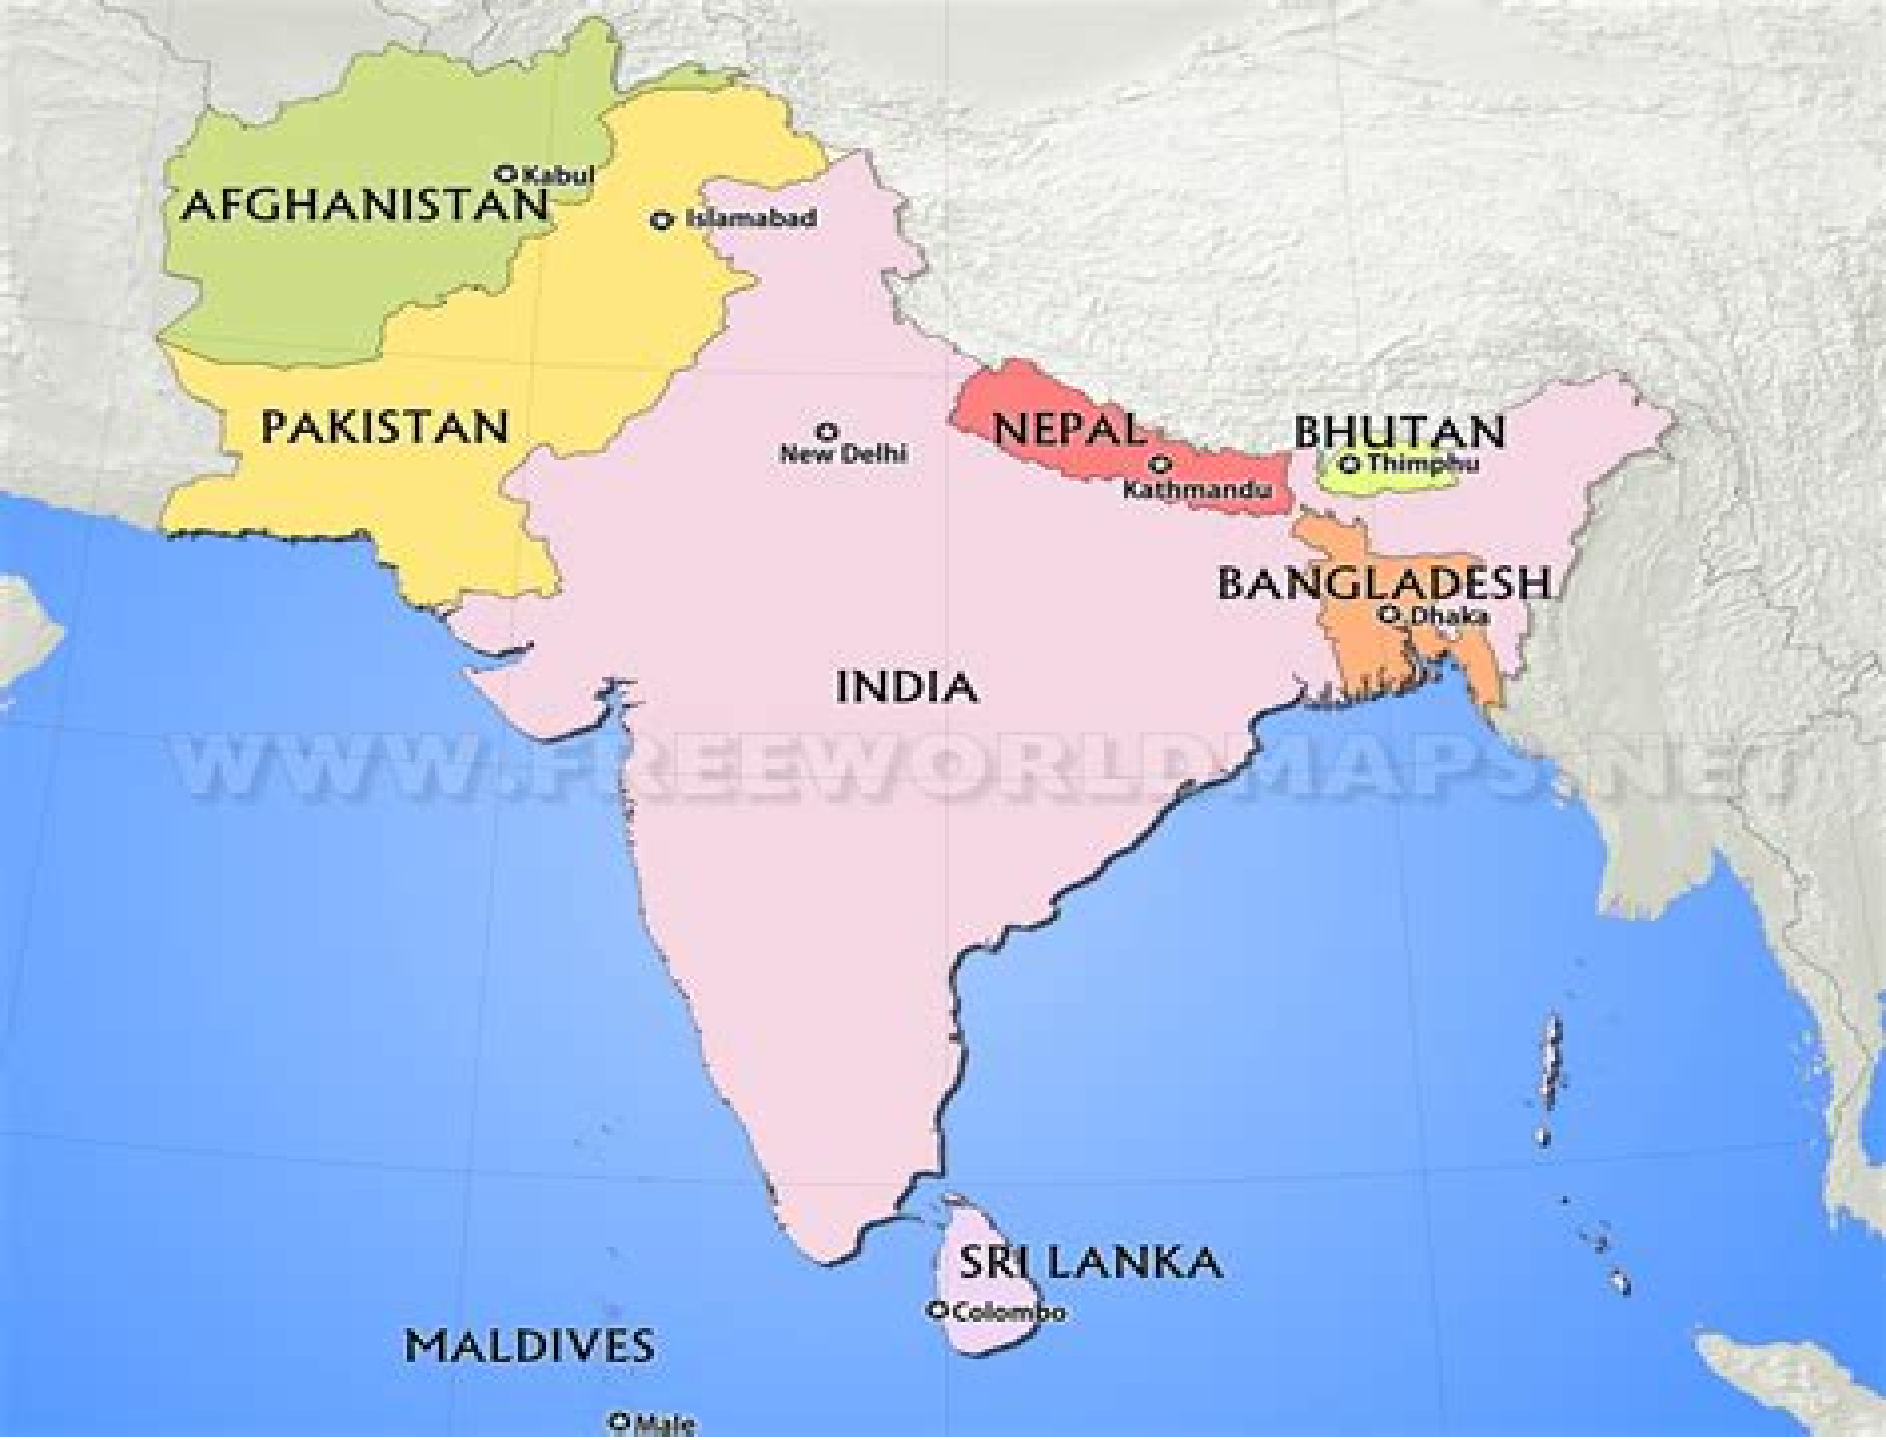 Kabul
AFGHANISTAN
Islamabad
PAKISTAN
New Delhi
NEPAL
Kathmandu
BHUTAN
Thimphu
BANGLADESH
Dhaka
INDIA
WWW.FREEWORLDMAPS.NET
SRI LANKA
Colombo
MALDIVES
Male